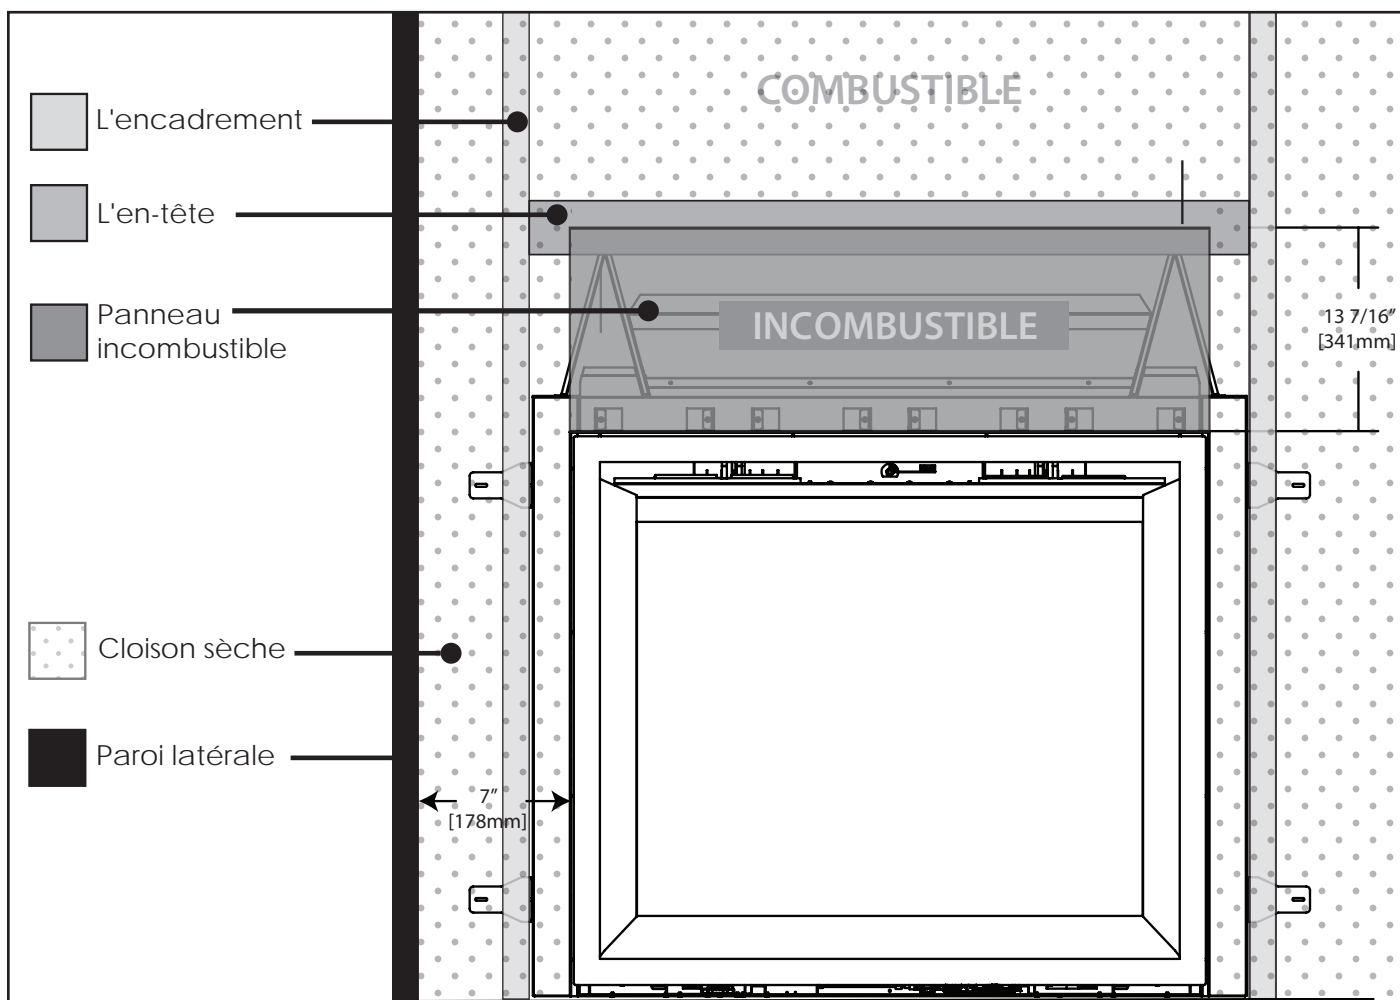 COMBUSTIBLE
L'encadrement
L'en-tête
Panneau
incombustible
INCOMBUSTIBLE
13 7/16"
[341mm]
Cloison sèche
Paroi latérale
7"
[178mm]